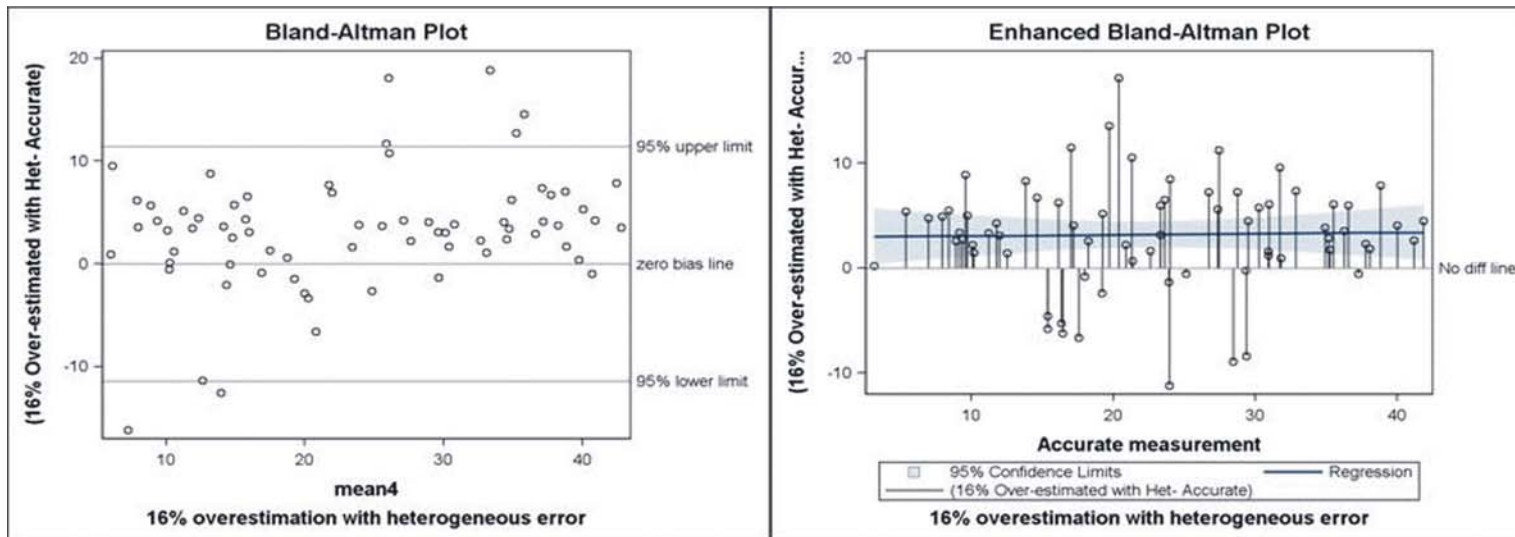 Bland-Altman Plot
(16% Over-estimated with Het- Accurate)
20
10
0
-10
95% upper limit
zero bias line
95% lower limit
10 20 30 40
mean4
16% overestimation with heterogeneous error
Enhanced Bland-Altman Plot
(16% Over-estimated with Het- Accur...
20
10
0
-10
No diff line
10 20 30 40
Accurate measurement
95% Confidence Limits Regression
(16% Over-estimated with Het- Accurate)
16% overestimation with heterogeneous error